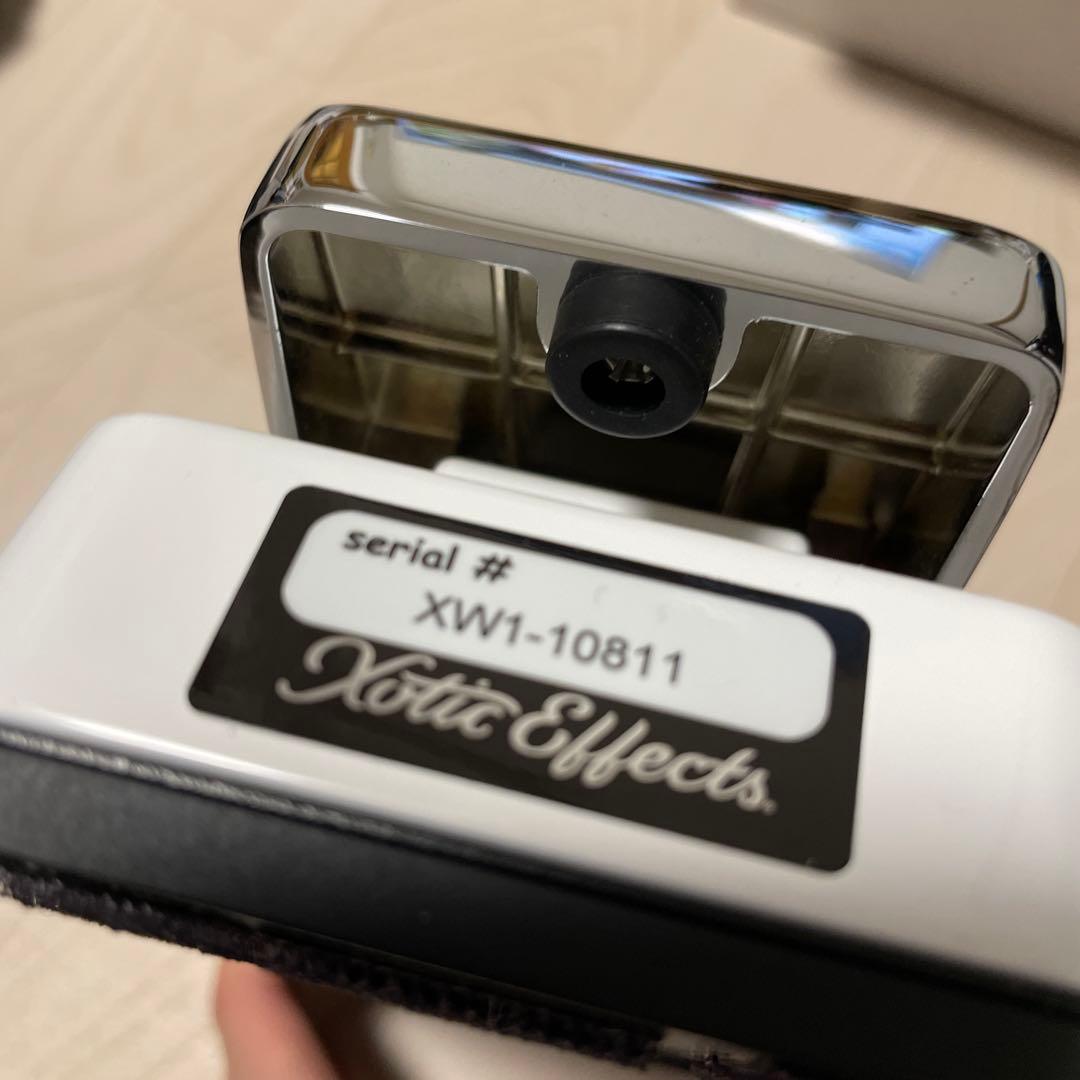 serial #
XW1-10811
Xotic Effects